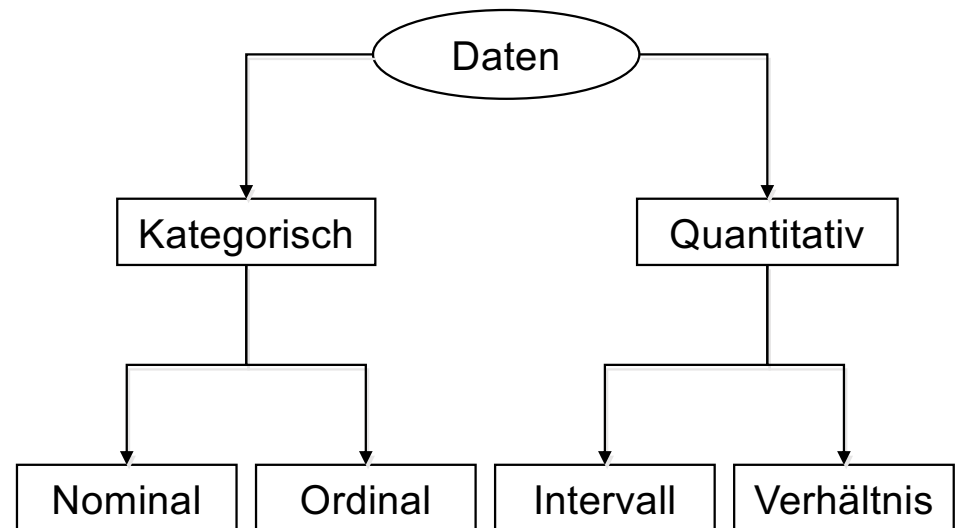 Daten
Kategorisch
Quantitativ
Nominal
Ordinal
Intervall
Verhältnis